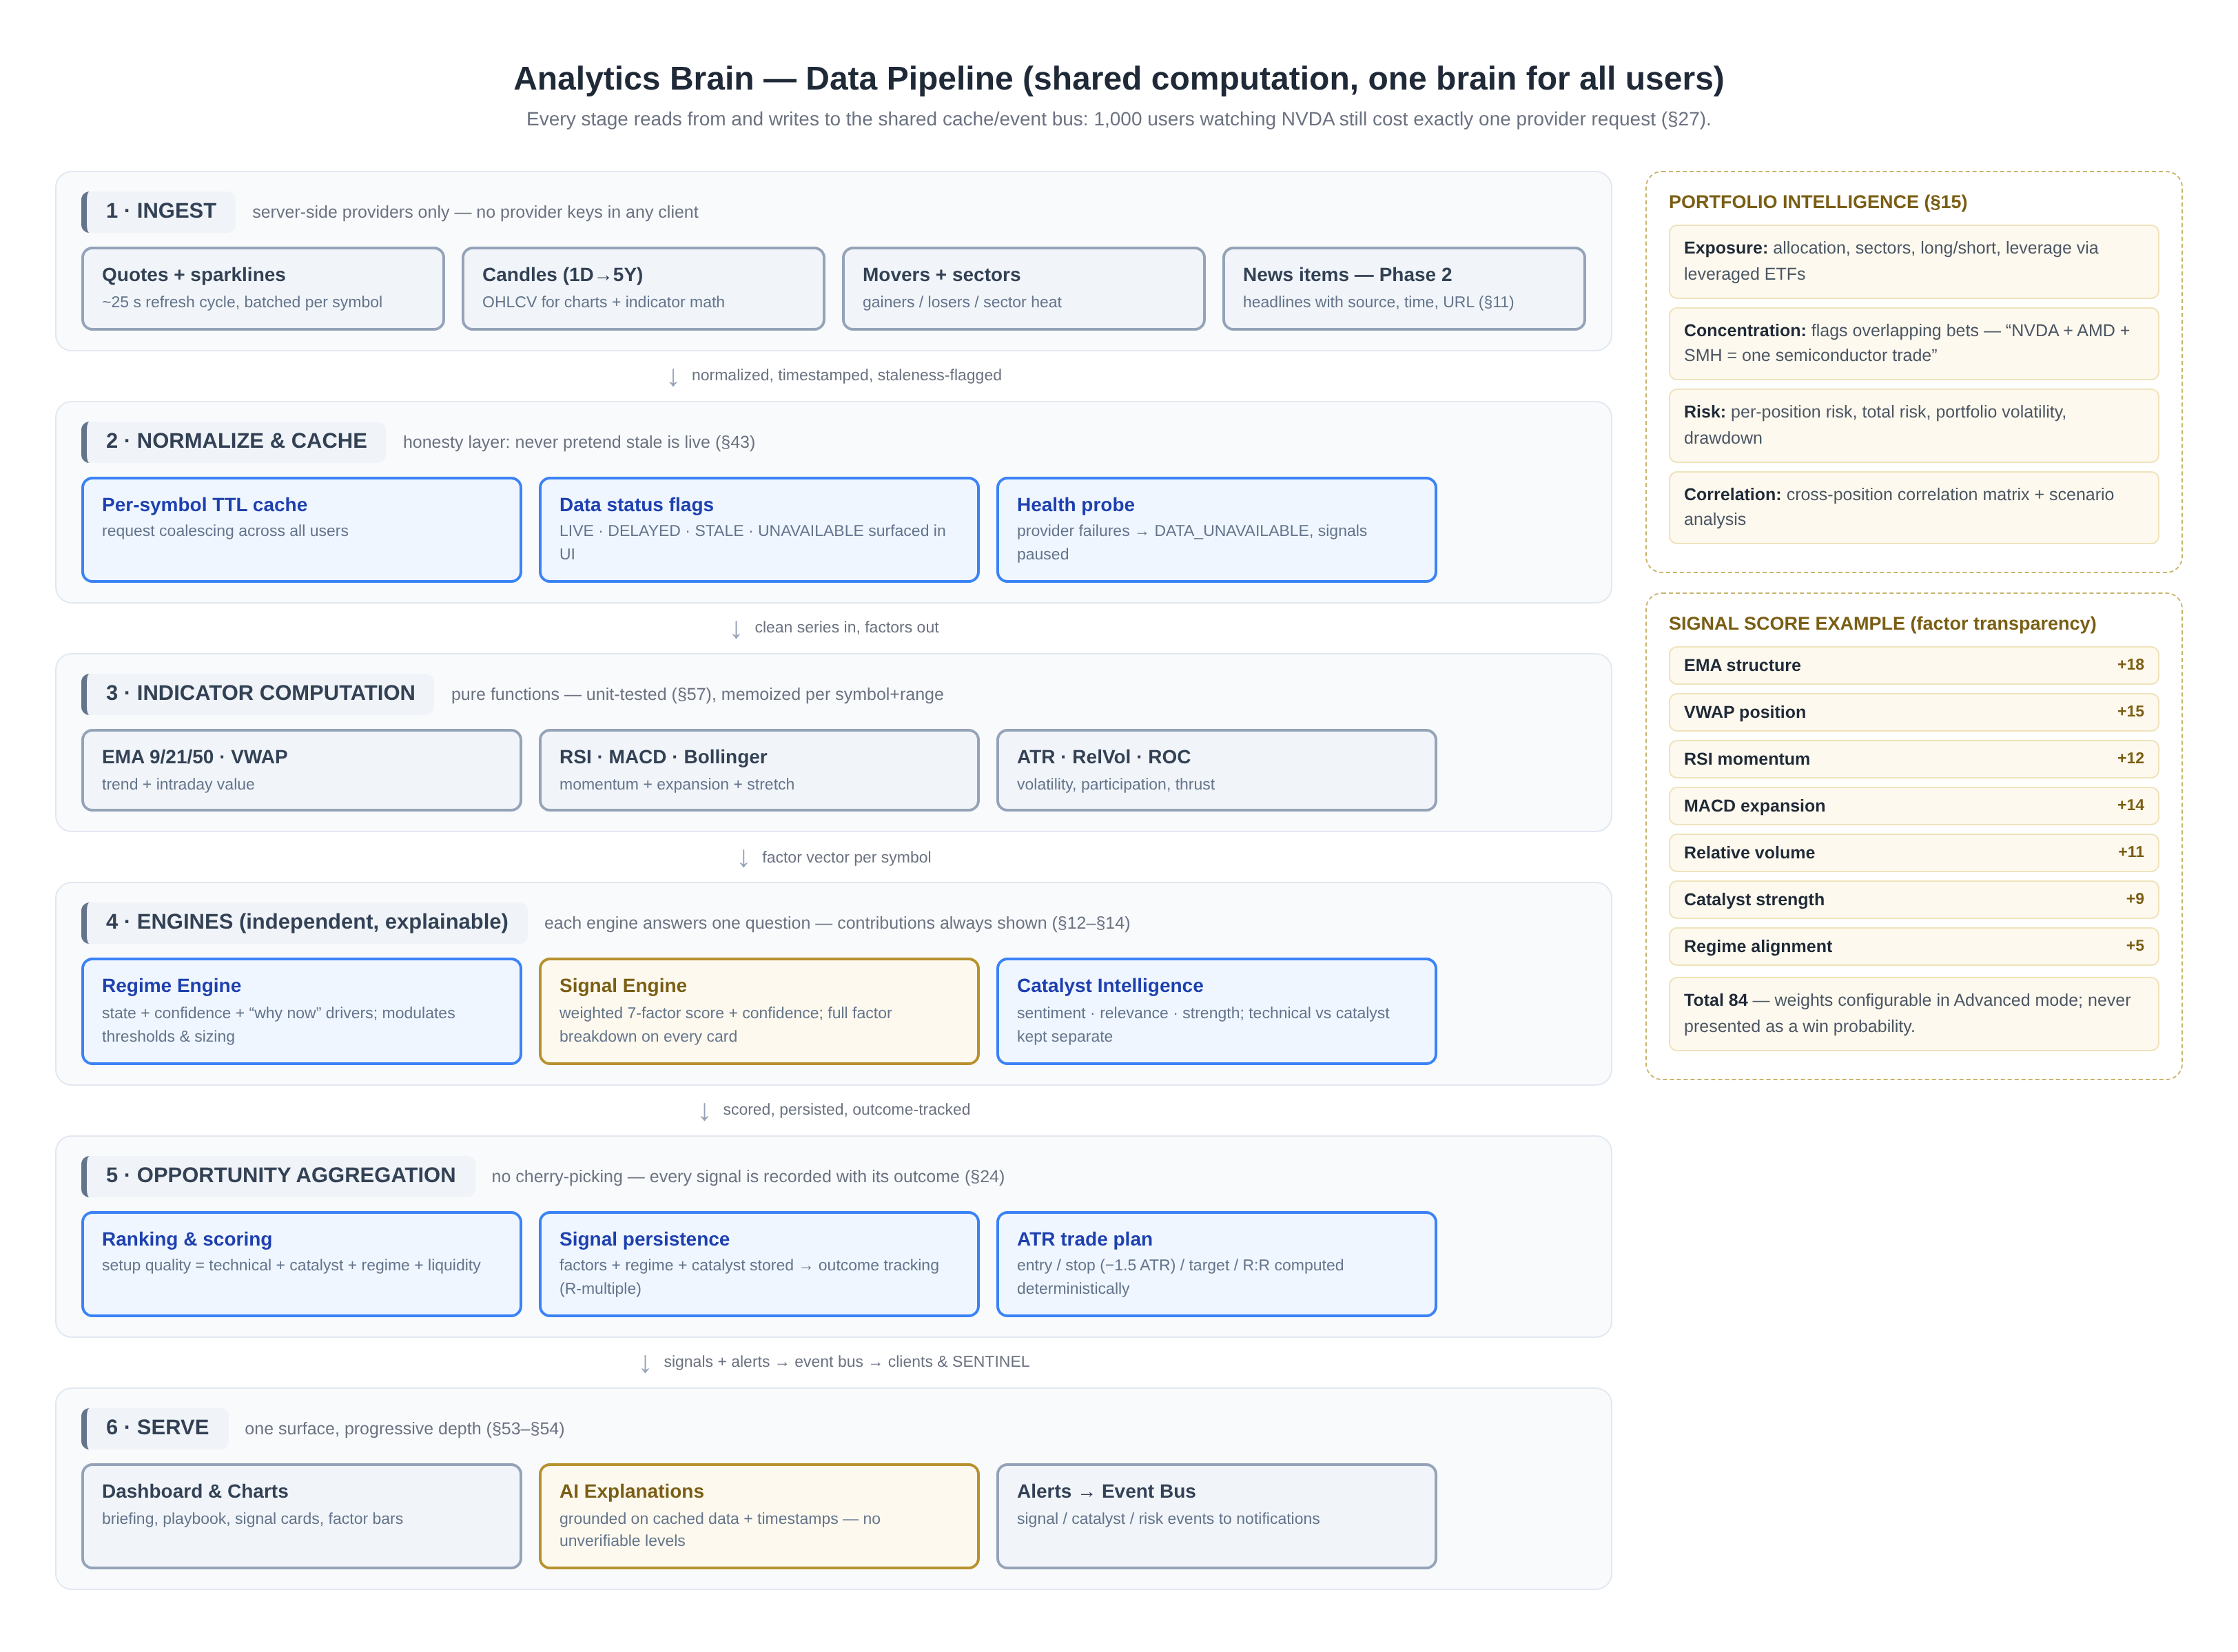 Analytics Brain — Data Pipeline (shared computation, one brain for all users)
Every stage reads from and writes to the shared cache/event bus: 1,000 users watching NVDA still cost exactly one provider request (§27).
1 · INGEST
server-side providers only — no provider keys in any client
Quotes + sparklines
~25 s refresh cycle, batched per symbol
Candles (1D→5Y)
OHLCV for charts + indicator math
Movers + sectors
gainers / losers / sector heat
News items — Phase 2
headlines with source, time, URL (§11)
↓ normalized, timestamped, staleness-flagged
2 · NORMALIZE & CACHE
honesty layer: never pretend stale is live (§43)
Per-symbol TTL cache
request coalescing across all users
Data status flags
LIVE · DELAYED · STALE · UNAVAILABLE surfaced in
UI
Health probe
provider failures → DATA_UNAVAILABLE, signals
paused
↓ clean series in, factors out
3 · INDICATOR COMPUTATION
pure functions — unit-tested (§57), memoized per symbol+range
EMA 9/21/50 · VWAP
trend + intraday value
RSI · MACD · Bollinger
momentum + expansion + stretch
ATR · RelVol · ROC
volatility, participation, thrust
↓ factor vector per symbol
4 · ENGINES (independent, explainable)
each engine answers one question — contributions always shown (§12–§14)
Regime Engine
state + confidence + “why now” drivers; modulates
thresholds & sizing
Signal Engine
weighted 7-factor score + confidence; full factor
breakdown on every card
Catalyst Intelligence
sentiment · relevance · strength; technical vs catalyst
kept separate
↓ scored, persisted, outcome-tracked
5 · OPPORTUNITY AGGREGATION
no cherry-picking — every signal is recorded with its outcome (§24)
Ranking & scoring
setup quality = technical + catalyst + regime + liquidity
Signal persistence
factors + regime + catalyst stored → outcome tracking
(R-multiple)
ATR trade plan
entry / stop (−1.5 ATR) / target / R:R computed
deterministically
↓ signals + alerts → event bus → clients & SENTINEL
6 · SERVE
one surface, progressive depth (§53–§54)
Dashboard & Charts
briefing, playbook, signal cards, factor bars
AI Explanations
grounded on cached data + timestamps — no
unverifiable levels
Alerts → Event Bus
signal / catalyst / risk events to notifications
PORTFOLIO INTELLIGENCE (§15)
Exposure: allocation, sectors, long/short, leverage via
leveraged ETFs
Concentration: flags overlapping bets — “NVDA + AMD +
SMH = one semiconductor trade”
Risk: per-position risk, total risk, portfolio volatility,
drawdown
Correlation: cross-position correlation matrix + scenario
analysis
SIGNAL SCORE EXAMPLE (factor transparency)
EMA structure +18
VWAP position +15
RSI momentum +12
MACD expansion +14
Relative volume +11
Catalyst strength +9
Regime alignment +5
Total 84 — weights configurable in Advanced mode; never
presented as a win probability.